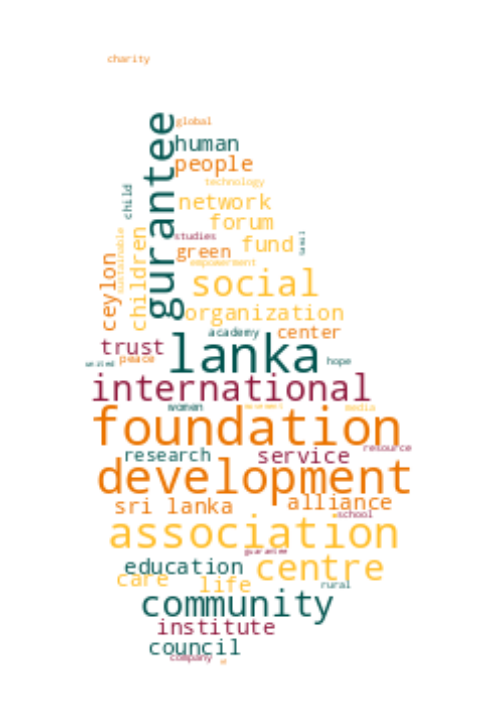 charity
gurantee
global
human
people
technology
child
network
forum
studies
fund
green
children
sustainable
ceylon
empowerment
social
organization
academy
center
trust
lanka
peace
united
hope
international
women
media
foundation
research
service
resource
development
sri lanka
alliance
school
association
guarantee
education
centre
care
life
rural
community
institute
council
company